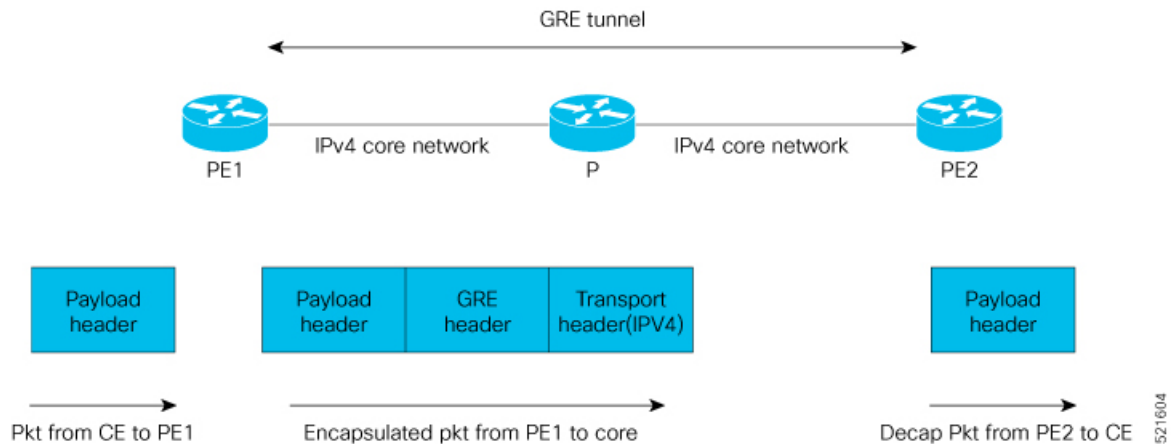 GRE tunnel
IPv4 core network
IPv4 core network
PE1
P
PE2
Payload
header
Payload
header
GRE
header
Transport
header(IPV4)
Payload
header
Pkt from CE to PE1
Encapsulated pkt from PE1 to core
Decap Pkt from PE2 to CE
521604